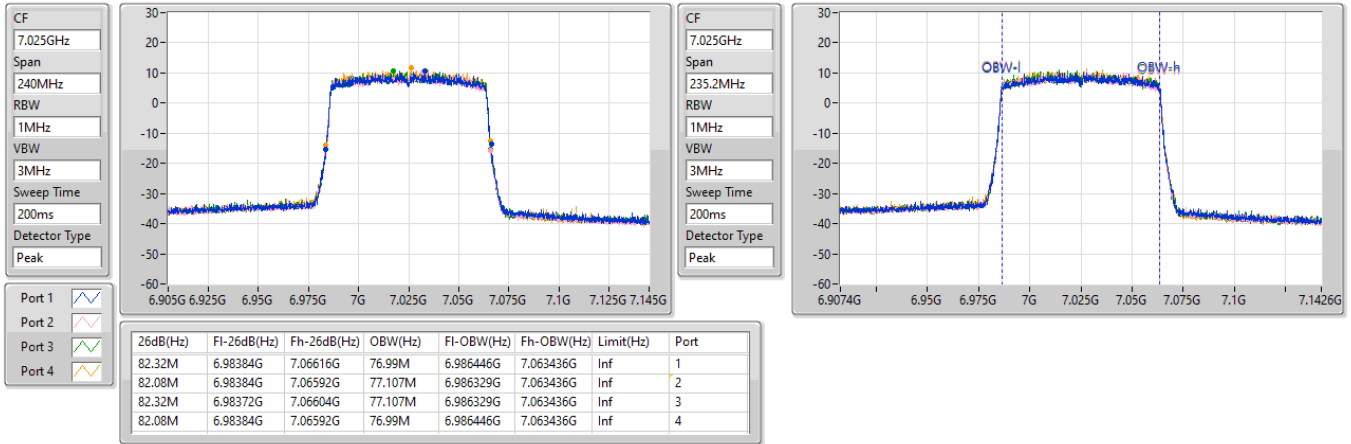 CF
7.025GHz
Span
240MHz
RBW
1MHz
VBW
3MHz
Sweep Time
200ms
Detector Type
Peak
30
20
10
0
-10
-20
-30
-40
-50
-60
6.905G 6.925G 6.95G 6.975G 7G 7.025G 7.05G 7.075G 7.1G 7.125G 7.145G
CF
7.025GHz
Span
235.2MHz
RBW
1MHz
VBW
3MHz
Sweep Time
200ms
Detector Type
Peak
30
20
10
0
-10
-20
-30
-40
-50
-60
OBW-l OBW-h
6.9074G 6.95G 6.975G 7G 7.025G 7.05G 7.075G 7.1G 7.1426G
Port 1
Port 2
Port 3
Port 4
26dB(Hz) Fl-26dB(Hz) Fh-26dB(Hz) OBW(Hz) Fl-OBW(Hz) Fh-OBW(Hz) Limit(Hz) Port
82.32M 6.98384G 7.06616G 76.99M 6.986446G 7.063436G Inf 1
82.08M 6.98384G 7.06592G 77.107M 6.986329G 7.063436G Inf 2
82.32M 6.98372G 7.06604G 77.107M 6.986329G 7.063436G Inf 3
82.08M 6.98384G 7.06592G 76.99M 6.986446G 7.063436G Inf 4